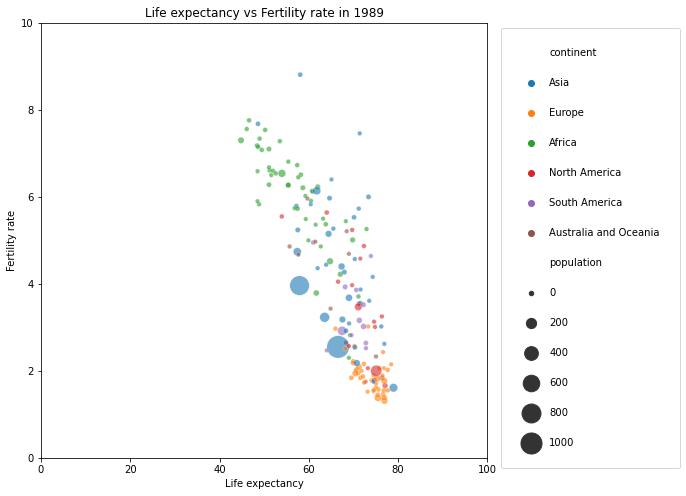 Life expectancy vs Fertility rate in 1989
10
8
6
4
2
0
Fertility rate
0 20 40 60 80 100
Life expectancy
continent
Asia
Europe
Africa
North America
South America
Australia and Oceania
population
0
200
400
600
800
1000